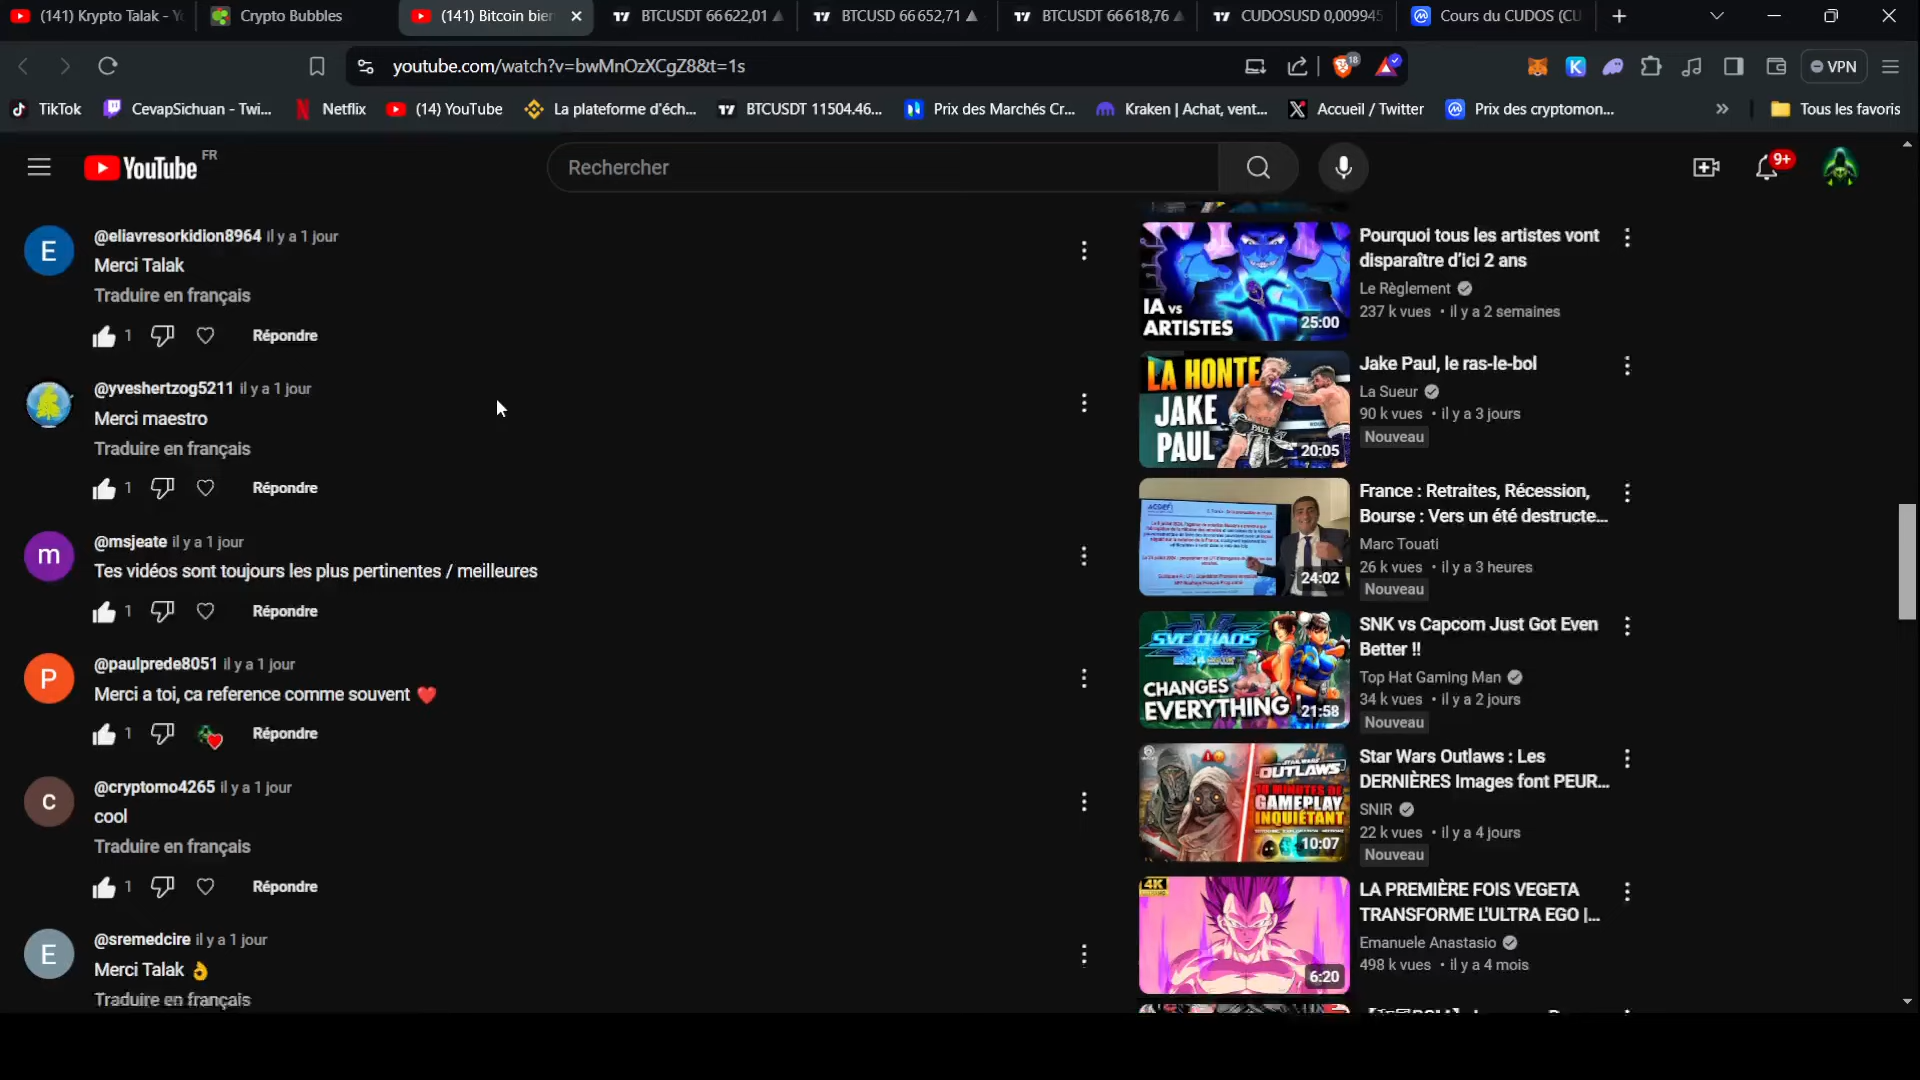 (141) Krypto Talak - Y
Crypto Bubbles
(141) Bitcoin bien
BTCUSDT 66 622,01
BTCUSD 66 652,71
BTCUSDT 66 618,76
CUDOSUSD 0,009945
Cours du CUDOS (CU
youtube.com/watch?v=bwMnOzXCgZ8&t=1s
18
VPN
TikTok
CevapSichuan - Twi...
Netflix
(14) YouTube
La plateforme d'éch...
BTCUSDT 11504.46...
Prix des Marchés Cr...
Kraken | Achat, vent...
Accueil / Twitter
Prix des cryptomon...
Tous les favoris
YouTube FR
Rechercher
9+
E
@eliavresorkidion8964 il y a 1 jour
Merci Talak
Traduire en français
1
Répondre
@yveshertzog5211 il y a 1 jour
Merci maestro
Traduire en français
1
Répondre
m
@msjeate il y a 1 jour
Tes vidéos sont toujours les plus pertinentes / meilleures
1
Répondre
P
@paulprede8051 il y a 1 jour
Merci a toi, ca reference comme souvent ❤️
1
Répondre
c
@cryptomo4265 il y a 1 jour
cool
Traduire en français
1
Répondre
E
@sremedcire il y a 1 jour
Merci Talak 👌
Traduire en français
IA VS
ARTISTES
25:00
Pourquoi tous les artistes vont
disparaître d'ici 2 ans
Le Règlement
237 k vues • il y a 2 semaines
LA HONTE
JAKE
PAUL
20:05
Jake Paul, le ras-le-bol
La Sueur
90 k vues • il y a 3 jours
Nouveau
ACDEFI
24:02
France : Retraites, Récession,
Bourse : Vers un été destructe...
Marc Touati
26 k vues • il y a 3 heures
Nouveau
SVC CHAOS
CHANGES
EVERYTHING
21:58
SNK vs Capcom Just Got Even
Better !!
Top Hat Gaming Man
34 k vues • il y a 2 jours
Nouveau
STAR WARS
OUTLAWS
10 MINUTES DE
GAMEPLAY
INQUIÉTANT
10:07
Star Wars Outlaws : Les
DERNIÈRES Images font PEUR...
SNIR
22 k vues • il y a 4 jours
Nouveau
4K
6:20
LA PREMIÈRE FOIS VEGETA
TRANSFORME L'ULTRA EGO |...
Emanuele Anastasio
498 k vues • il y a 4 mois